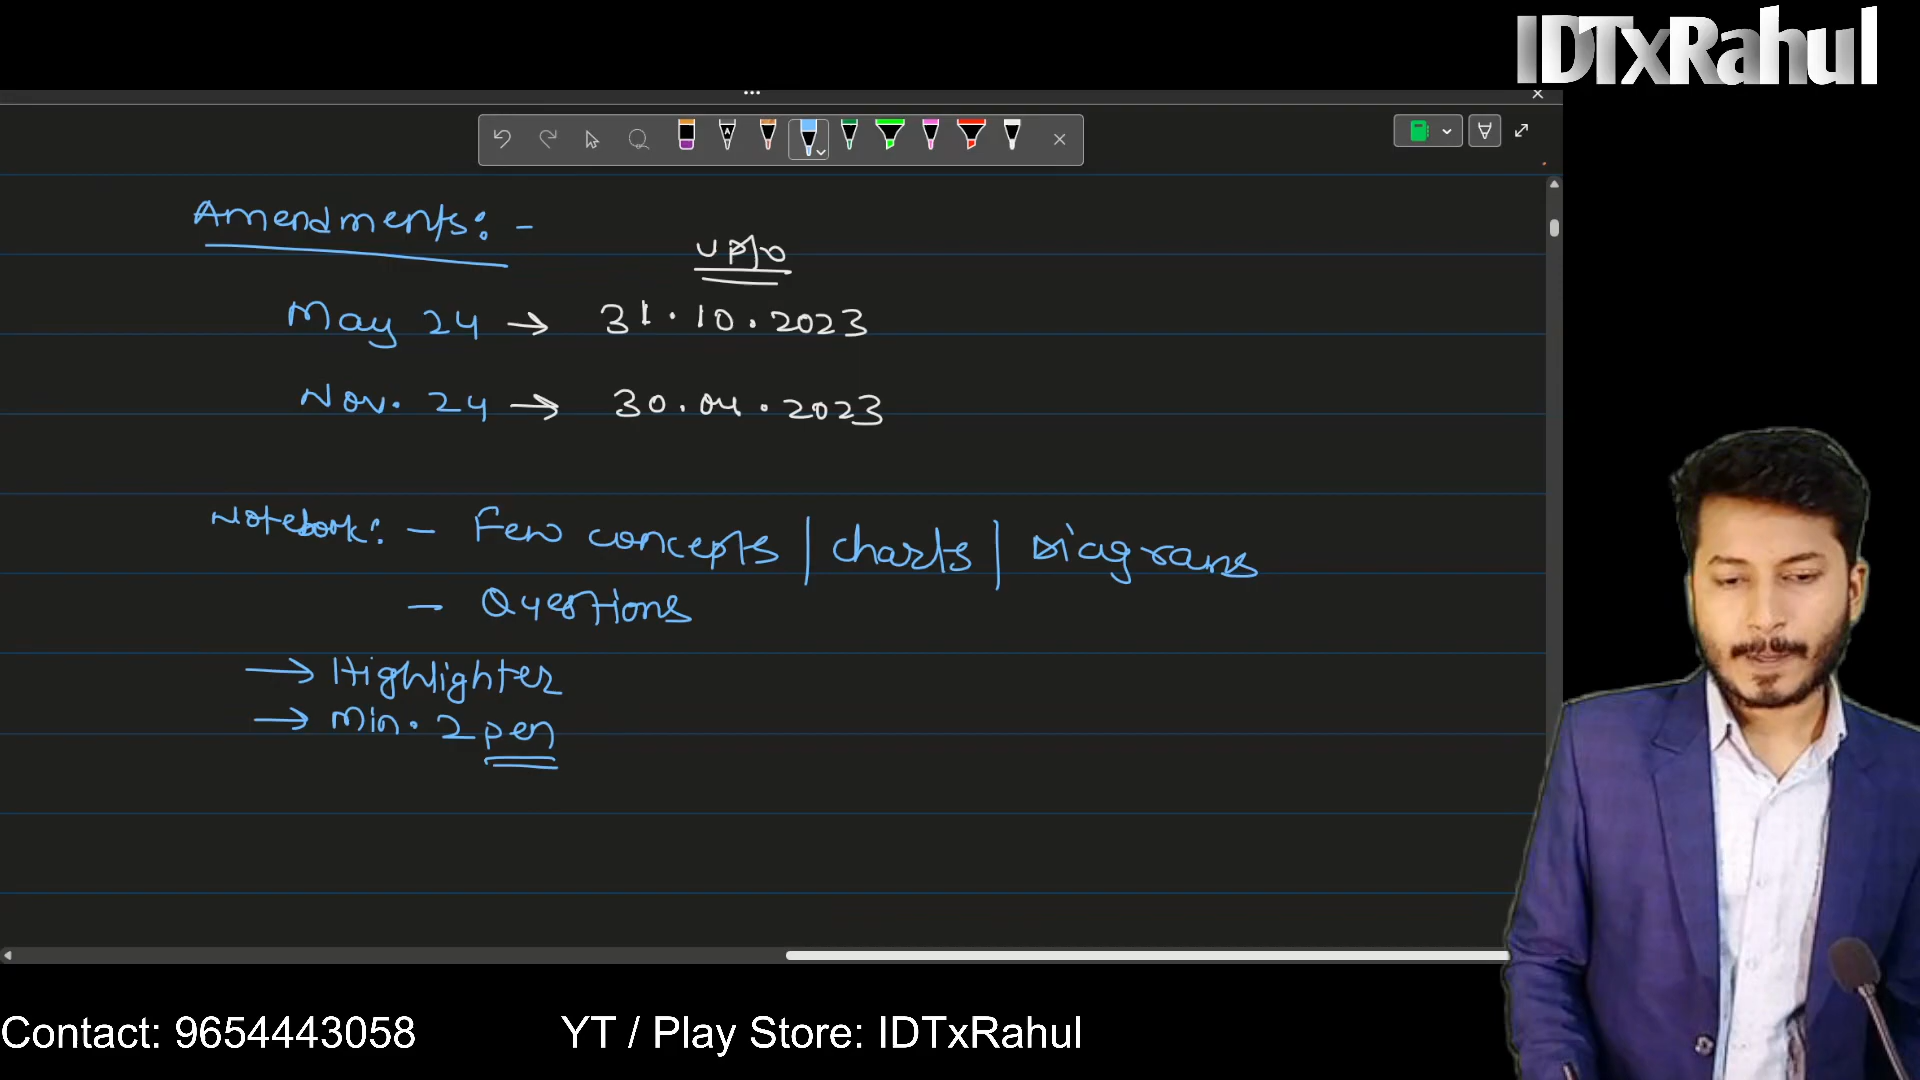 IDTxRahul
Amendments: -
upto
May 24 → 31.10.2023
Nov. 24 → 30.04.2023
Notebook: - Few concepts | charts | Diagrams
- Questions
→ Highlighter
→ Min. 2 pen
Contact: 9654443058 YT / Play Store: IDTxRahul